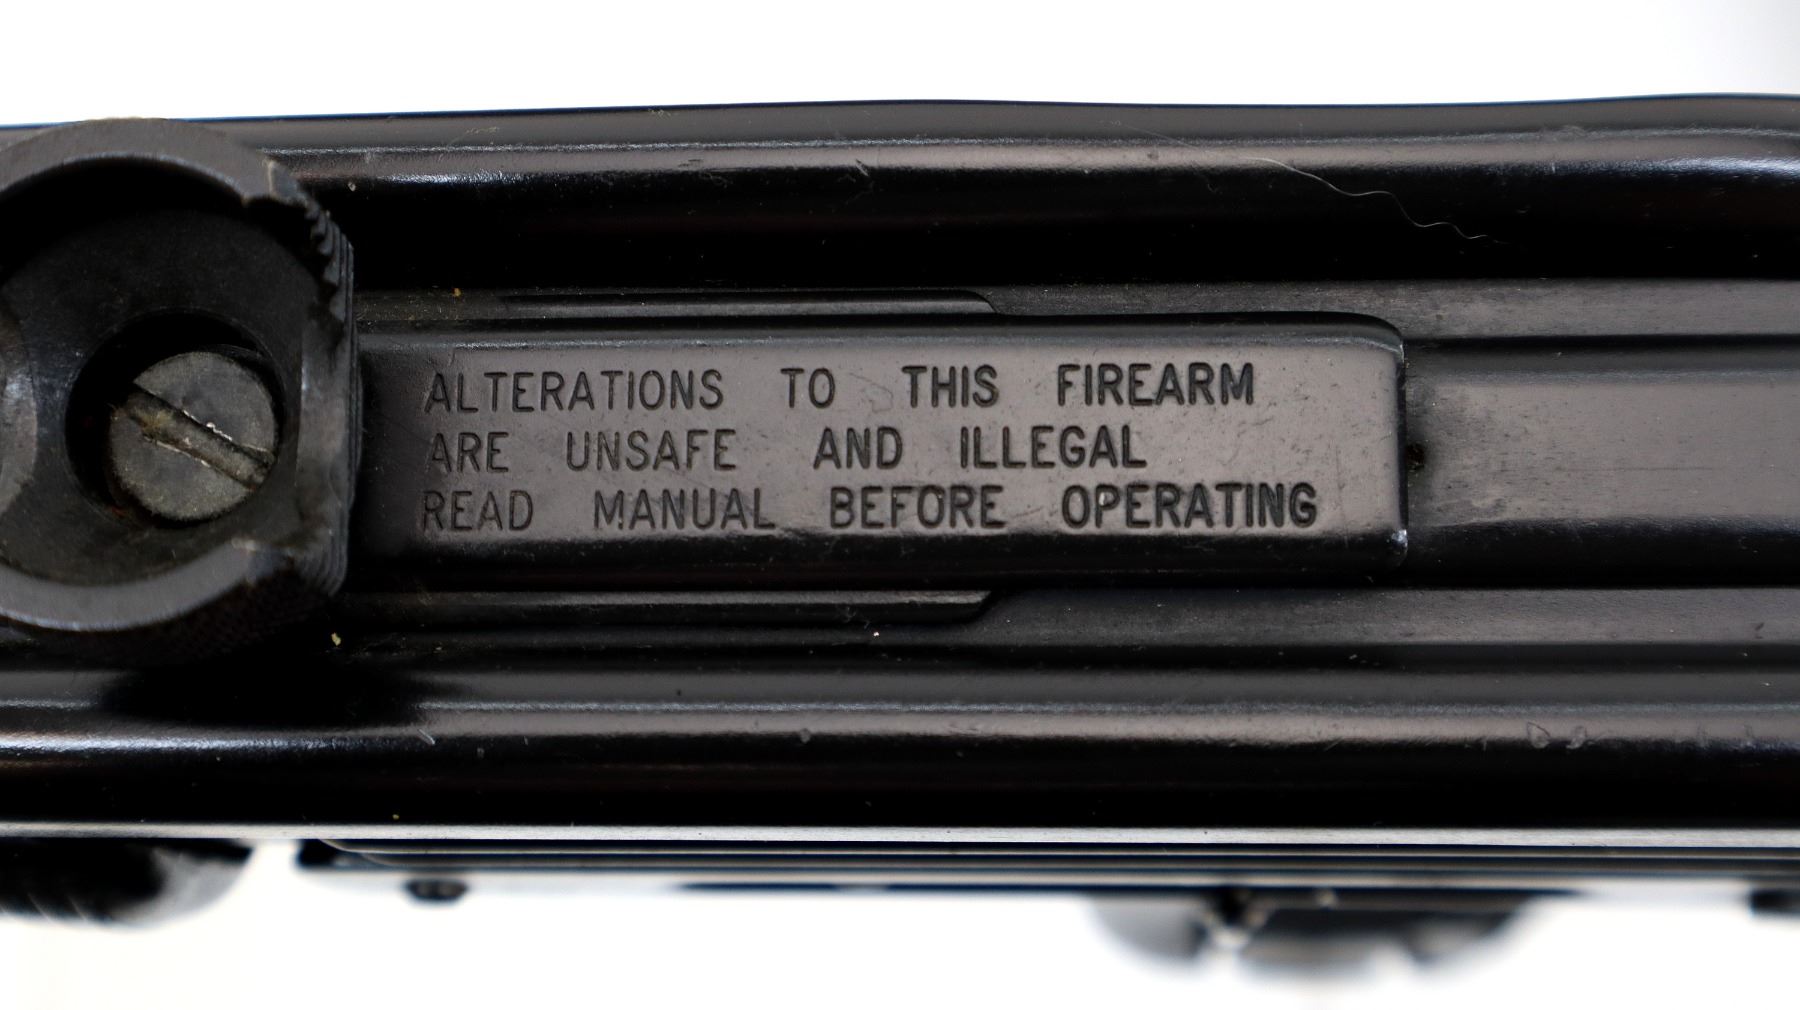 ALTERATIONS TO THIS FIREARM
ARE UNSAFE AND ILLEGAL
READ MANUAL BEFORE OPERATING